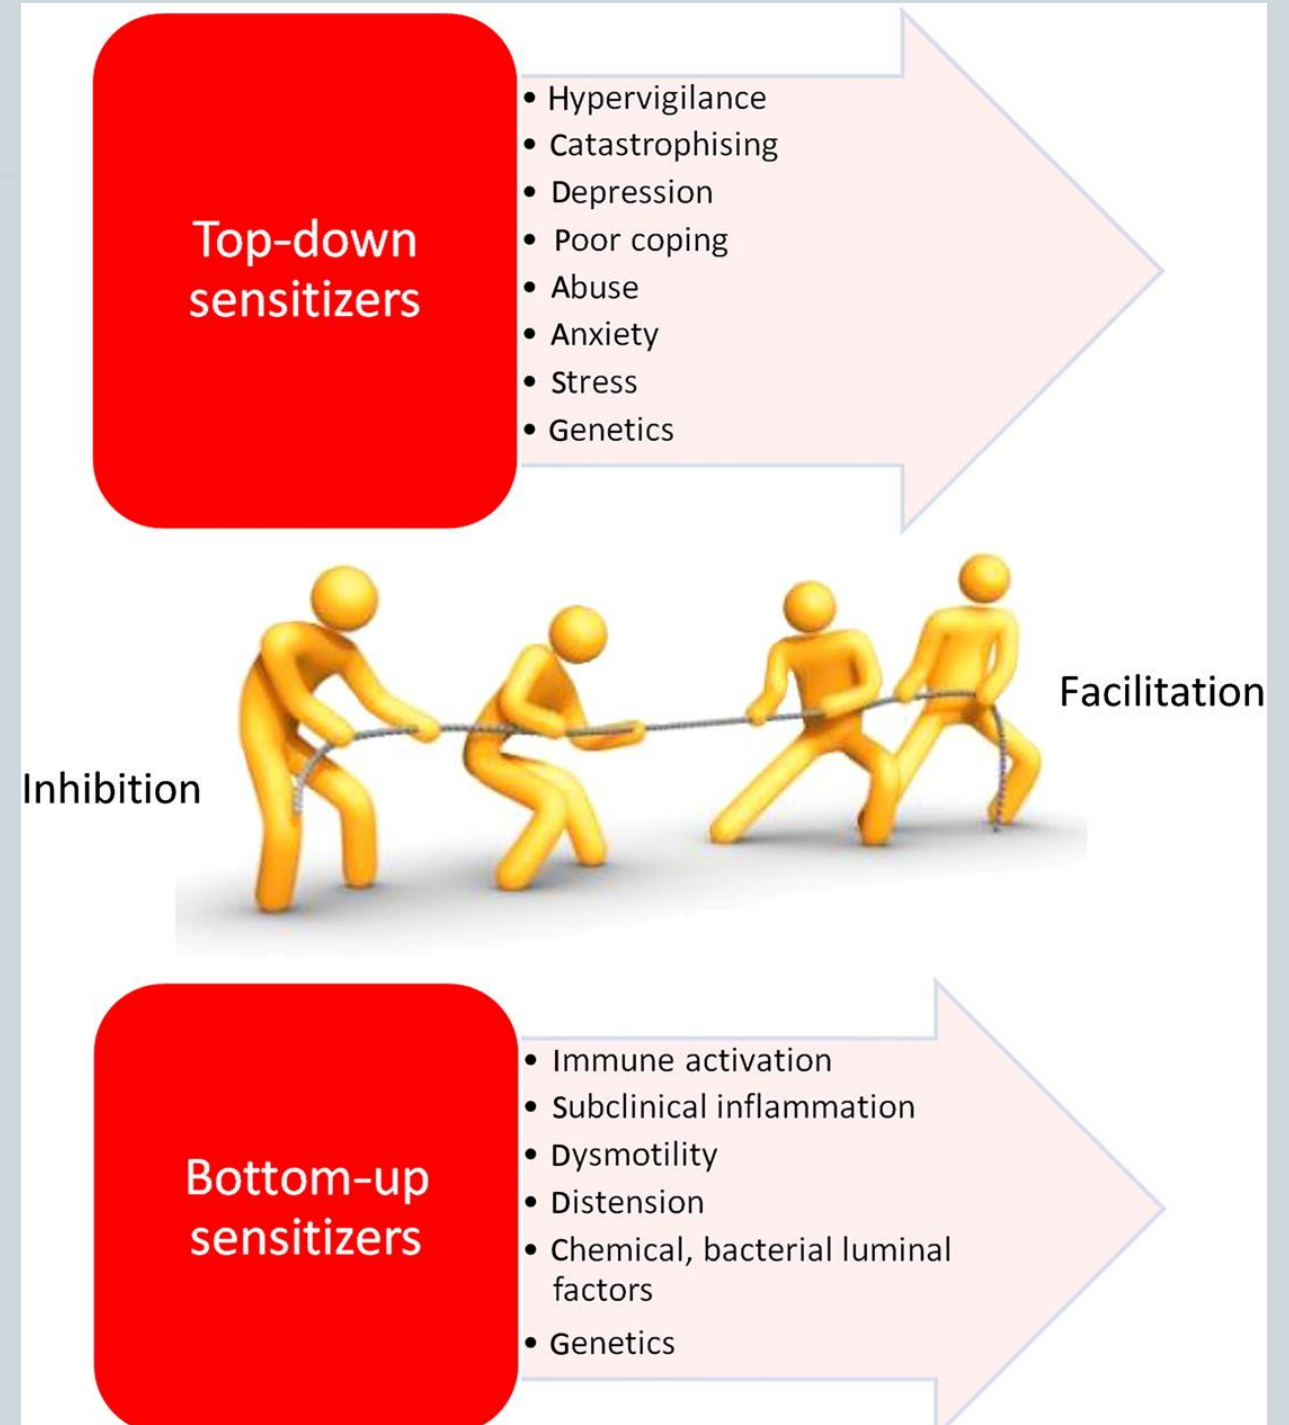 Top-down
sensitizers
• Hypervigilance
• Catastrophising
• Depression
• Poor coping
• Abuse
• Anxiety
• Stress
• Genetics
Facilitation
Inhibition
Bottom-up
sensitizers
• Immune activation
• Subclinical inflammation
• Dysmotility
• Distension
• Chemical, bacterial luminal
factors
• Genetics